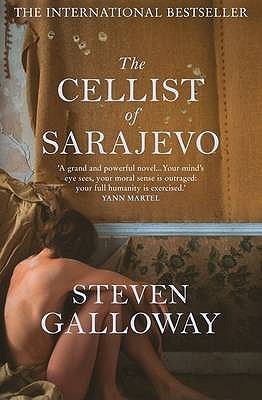 THE INTERNATIONAL BESTSELLER
The
CELLIST
of
SARAJEVO
'A grand and powerful novel... Your mind's
eye sees, your moral sense is outraged:
your full humanity is exercised.'
YANN MARTEL
STEVEN
GALLOWAY